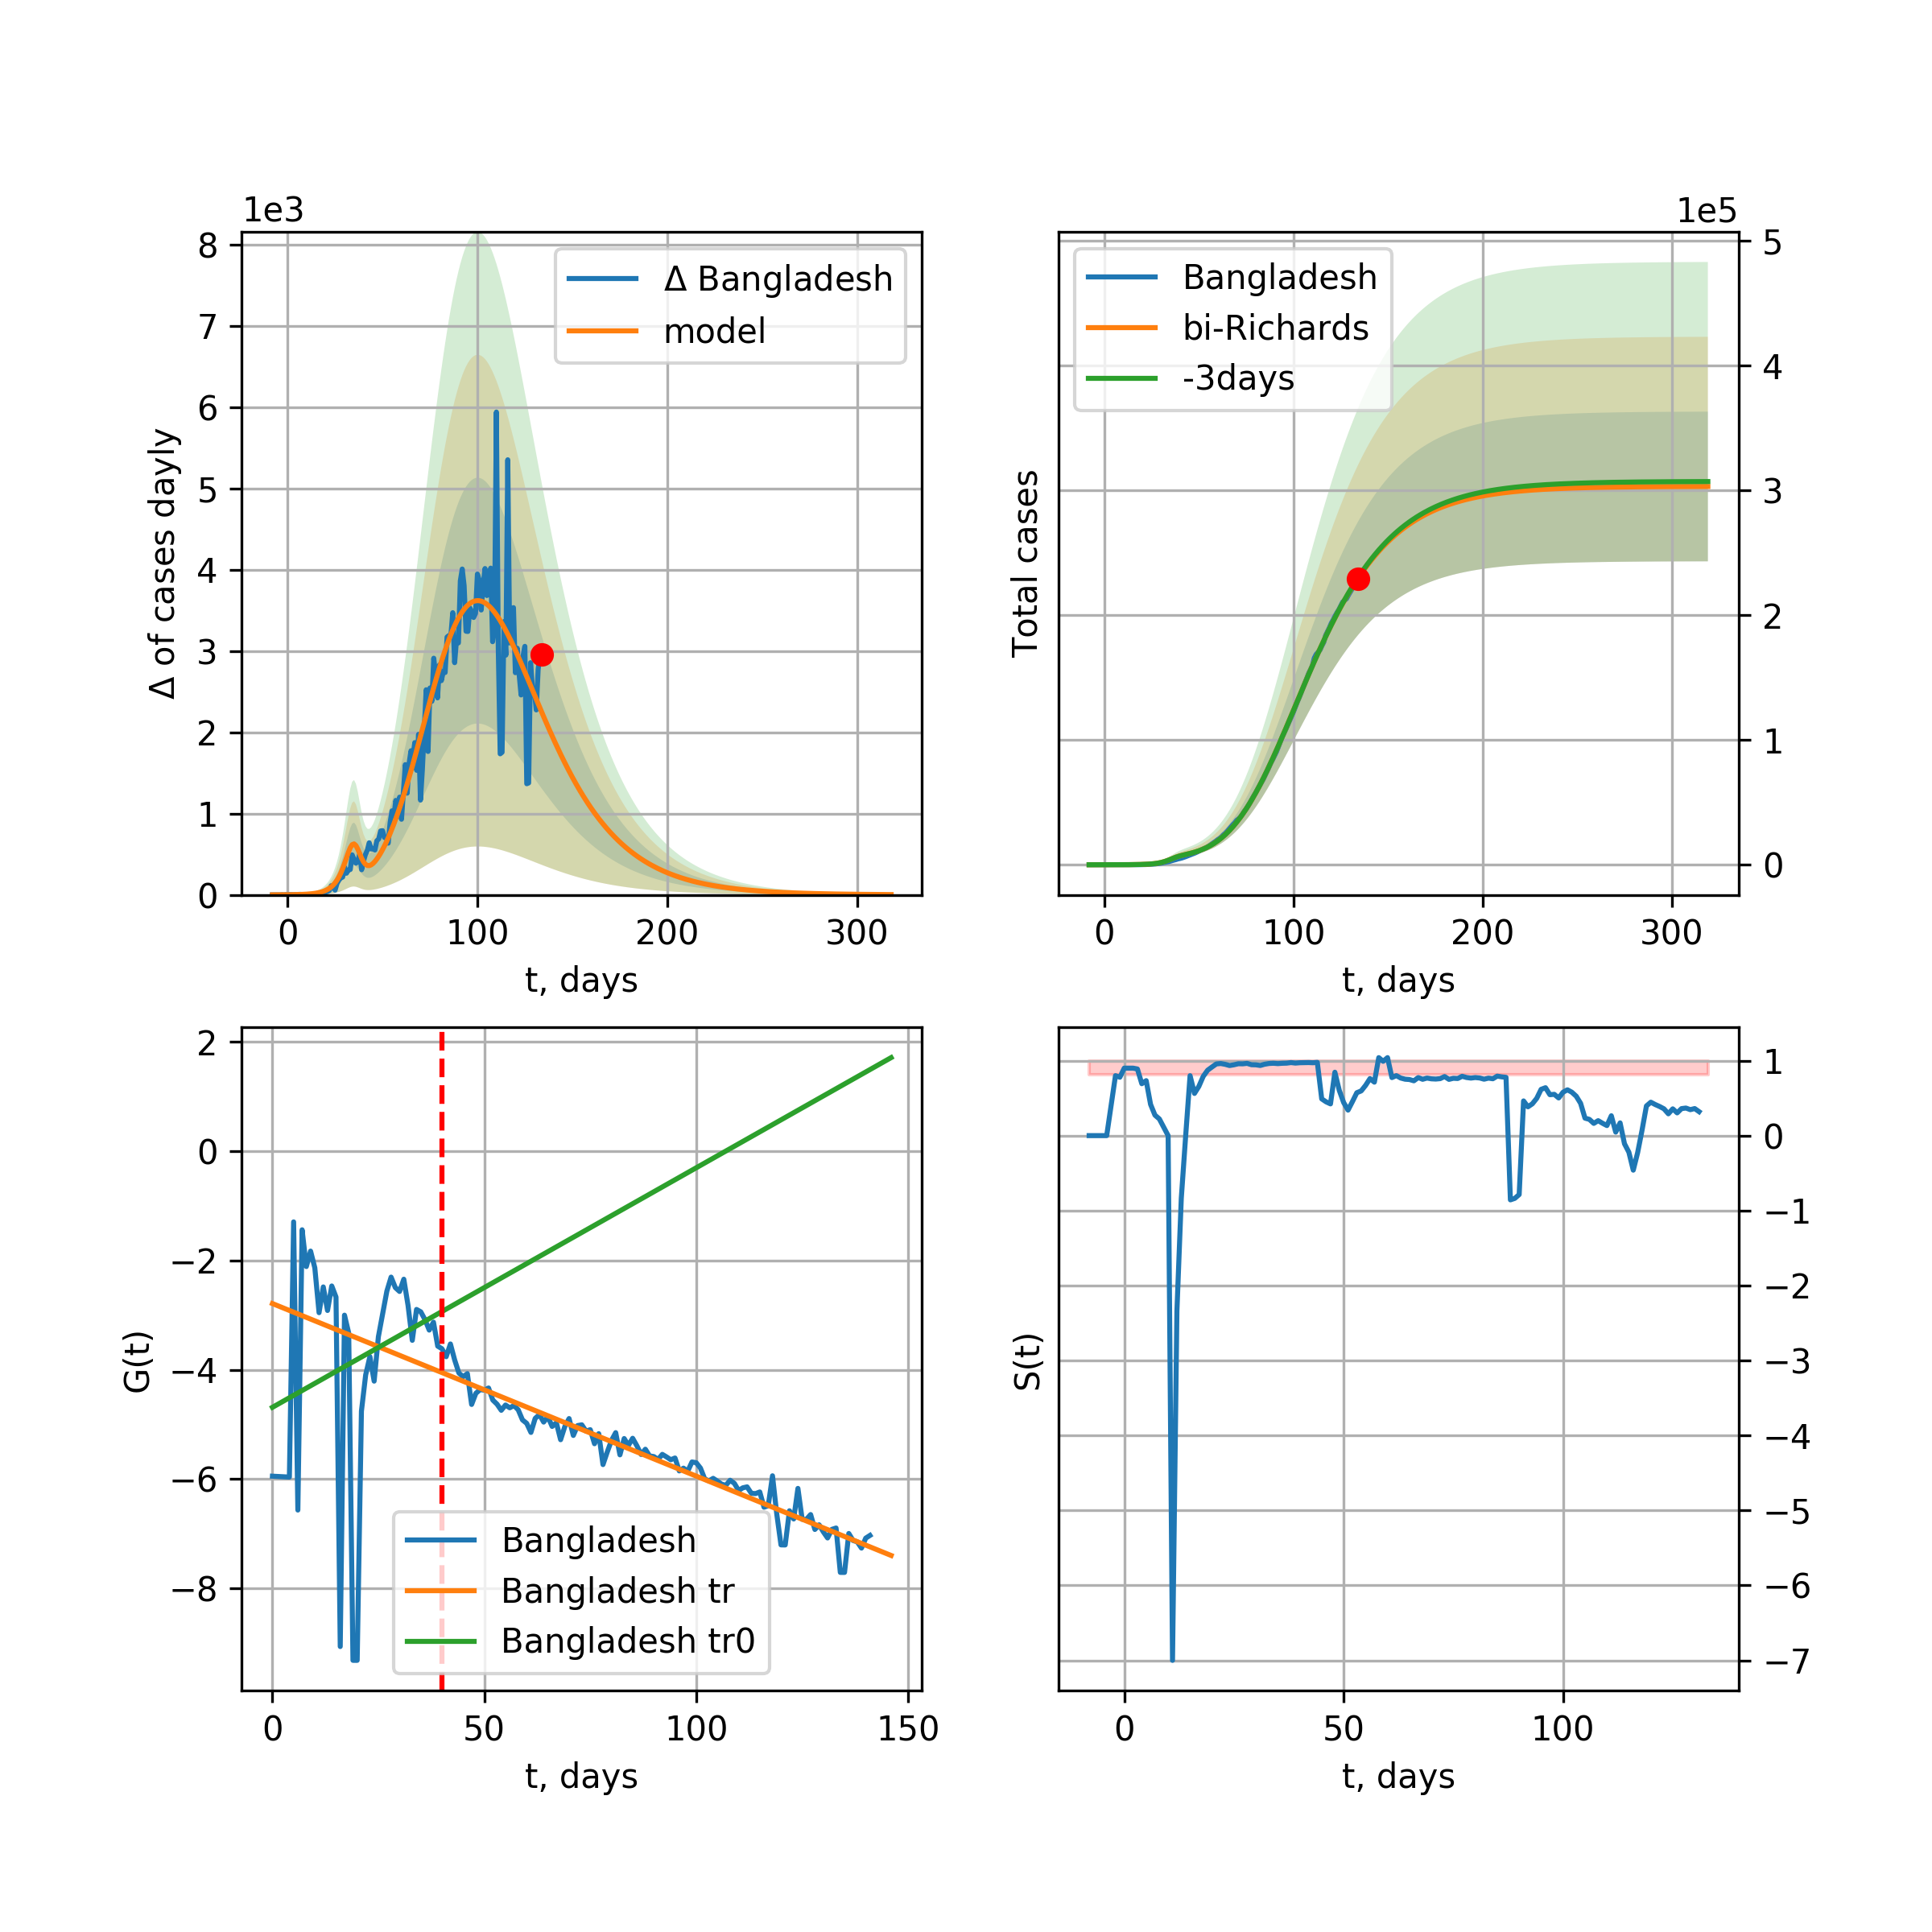 1e3
8
7
6
5
4
3
2
1
0
Δ of cases dayly
Δ Bangladesh
model
0 100 200 300
t, days
1e5
5
4
3
2
1
0
Total cases
Bangladesh
bi-Richards
-3days
0 100 200 300
t, days
2
0
−2
−4
−6
−8
G(t)
Bangladesh
Bangladesh tr
Bangladesh tr0
0 50 100 150
t, days
1
0
−1
−2
−3
−4
−5
−6
−7
S(t)
0 50 100
t, days